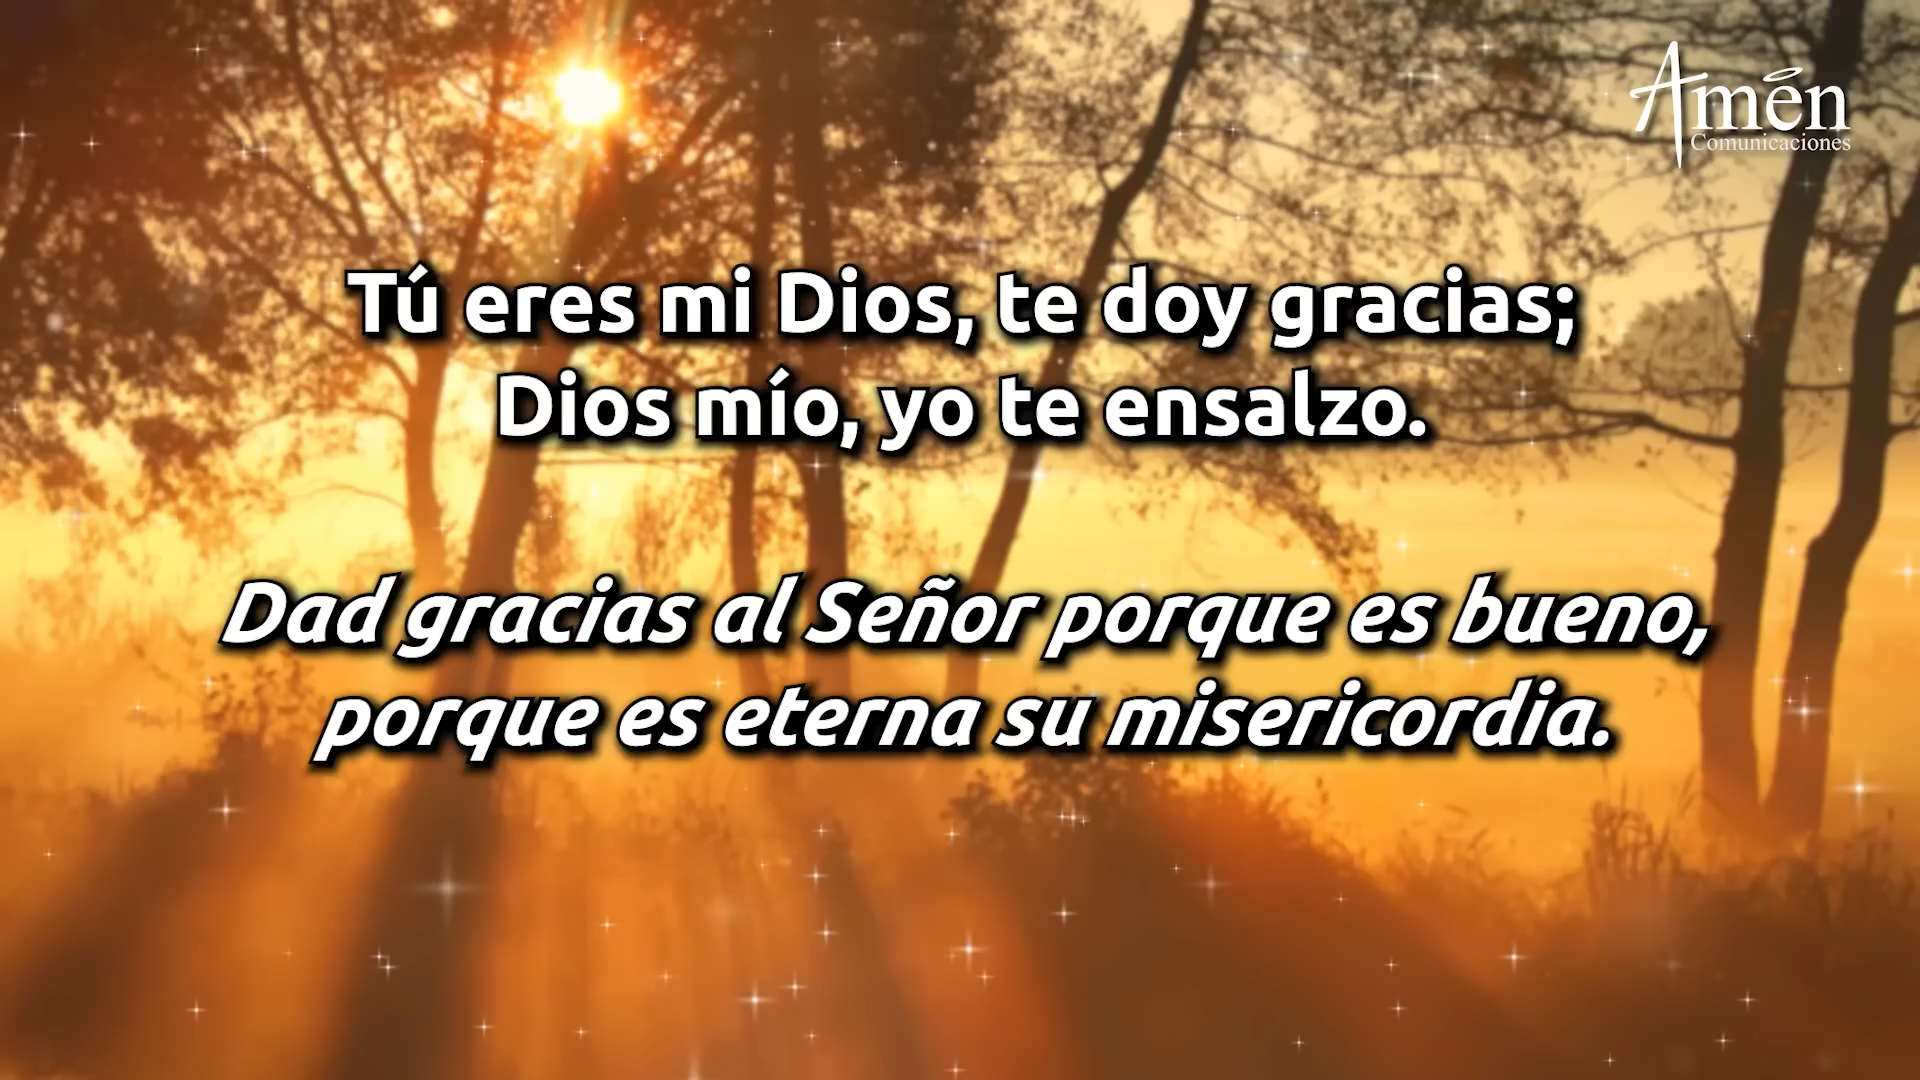 Amén
Comunicaciones
Tú eres mi Dios, te doy gracias;
Dios mío, yo te ensalzo.
Dad gracias al Señor porque es bueno,
porque es eterna su misericordia.